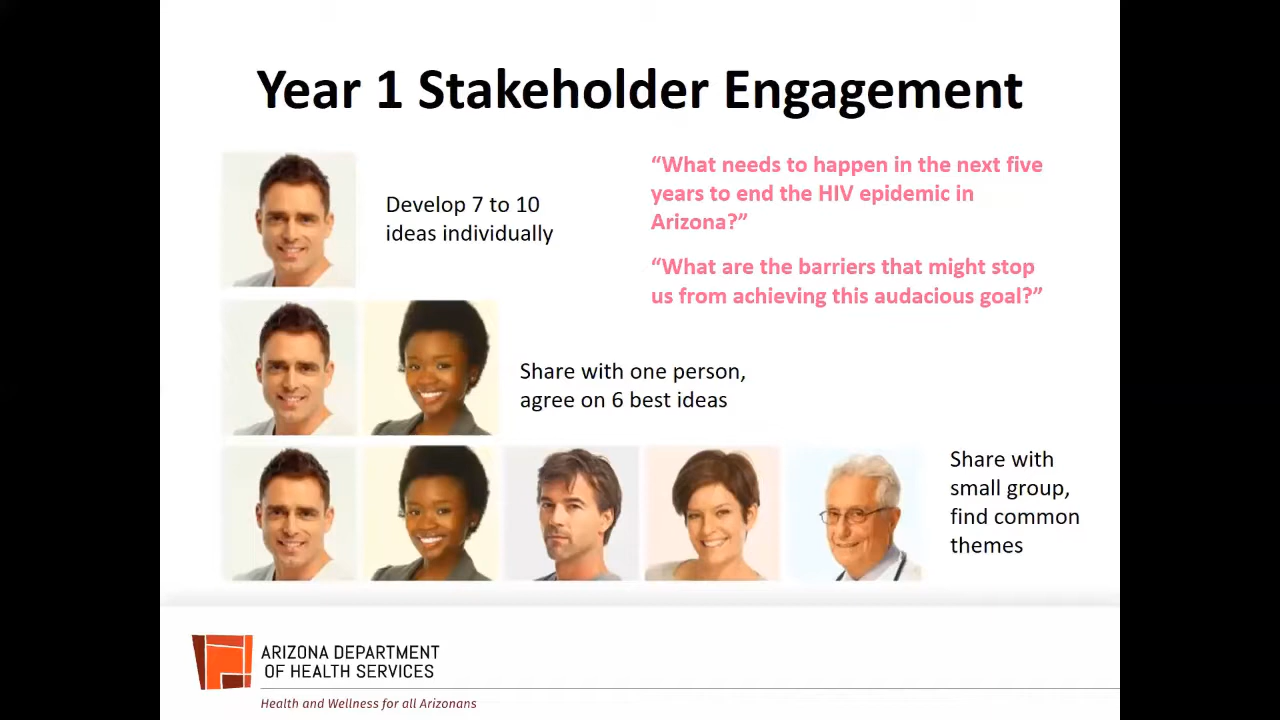 Year 1 Stakeholder Engagement
Develop 7 to 10
ideas individually
“What needs to happen in the next five
years to end the HIV epidemic in
Arizona?”
“What are the barriers that might stop
us from achieving this audacious goal?”
Share with one person,
agree on 6 best ideas
Share with
small group,
find common
themes
ARIZONA DEPARTMENT
OF HEALTH SERVICES
Health and Wellness for all Arizonans